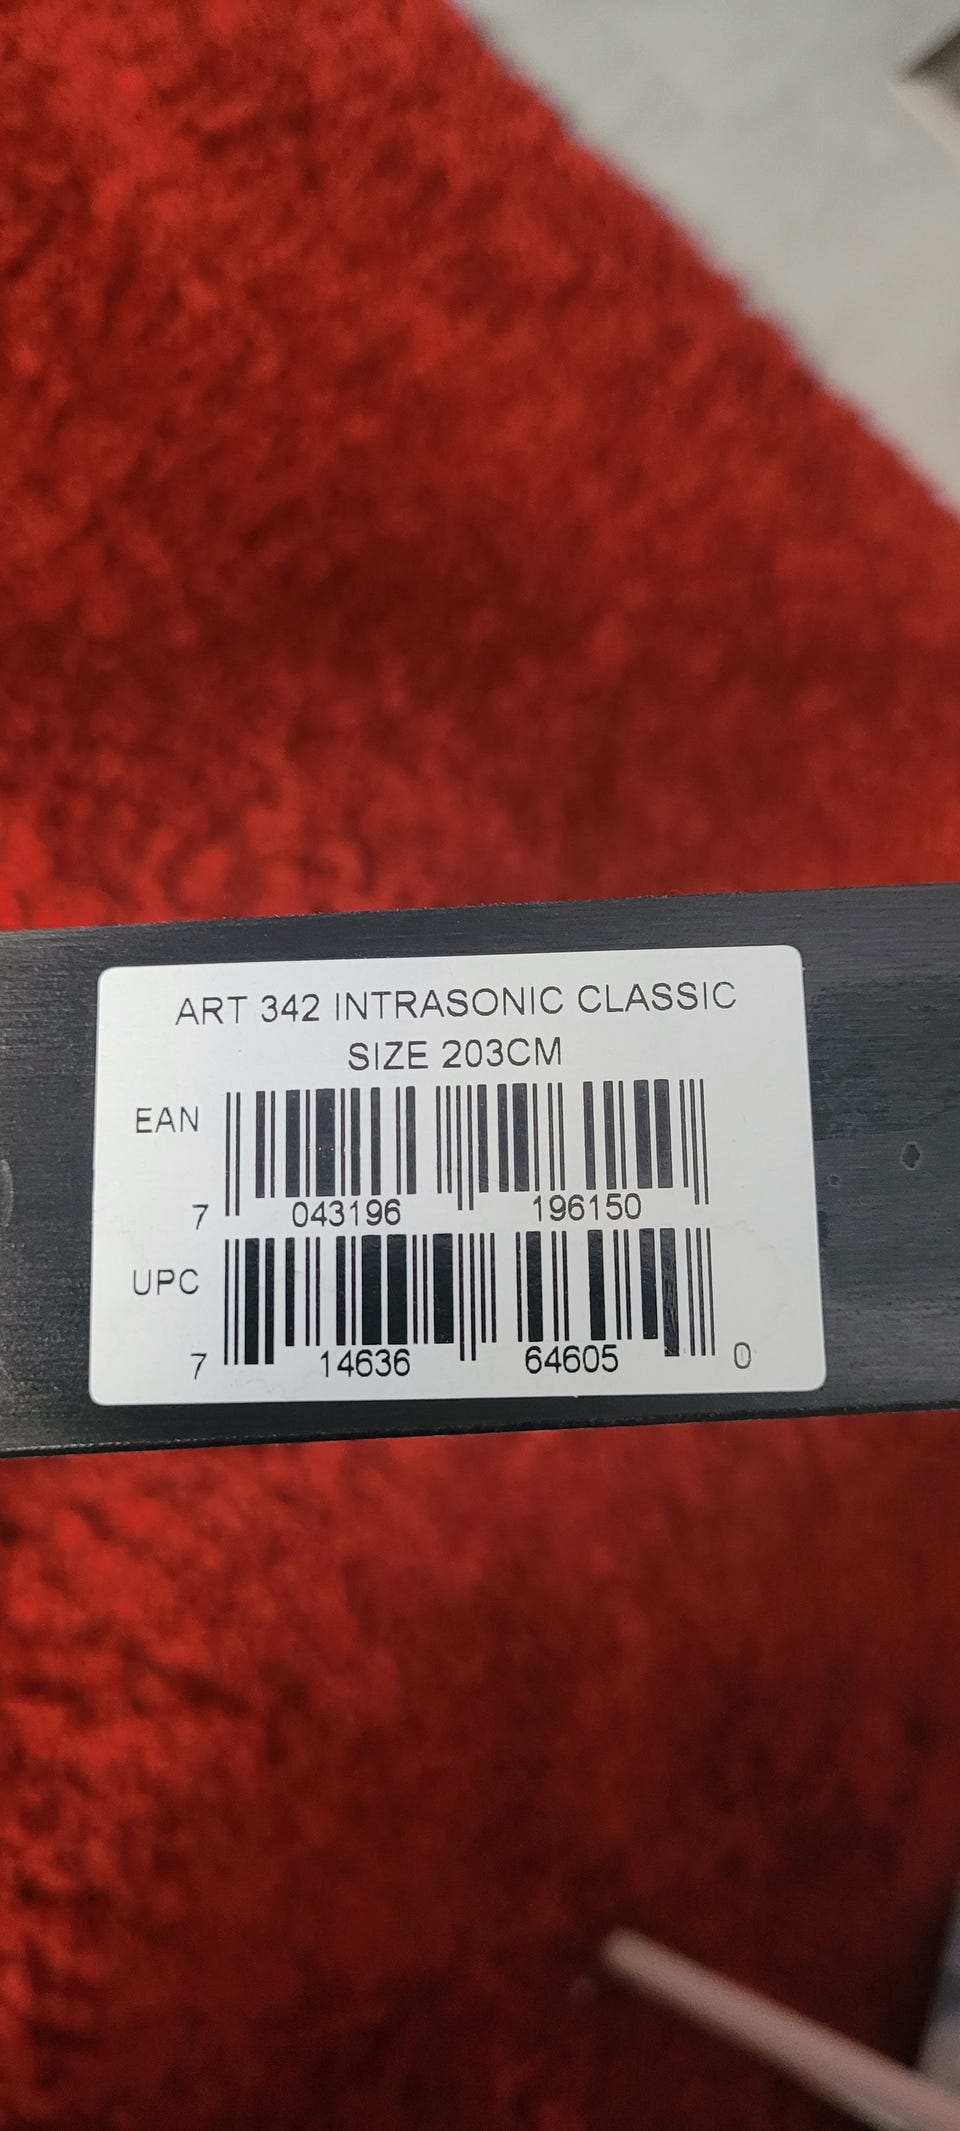 ART 342 INTRASONIC CLASSIC
SIZE 203CM
EAN
7 043196 196150
UPC
7 14636 64605 0